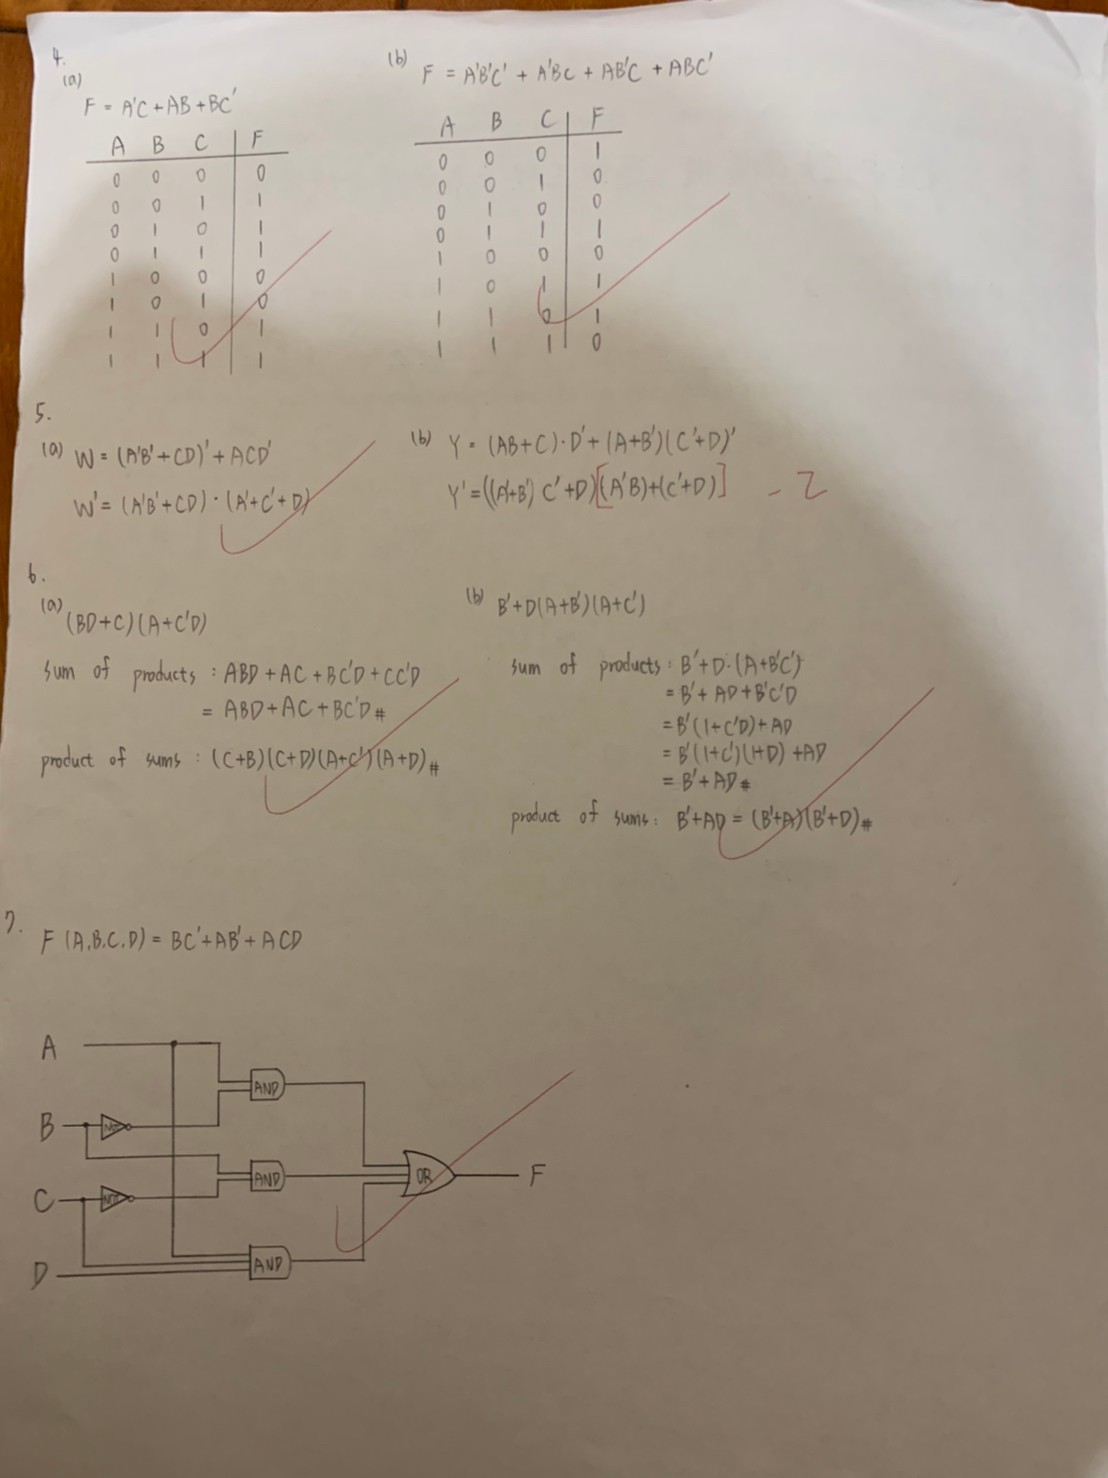 4.
(a)
F = A'C + AB + BC'
A B C F
0 0 0 0
0 0 1 1
0 1 0 1
0 1 1 1
1 0 0 0
1 0 1 0
1 1 0 1
1 1 1 1
(b)
F = A'B'C' + A'BC + AB'C + ABC'
A B C F
0 0 0 1
0 0 1 0
0 1 0 0
0 1 1 1
1 0 0 0
1 0 1 1
1 1 0 1
1 1 1 0
5.
(a) W = (A'B' + CD)' + ACD'
W' = (A'B' + CD) · (A' + C' + D)
(b) Y = (AB+C)·D' + (A+B')(C'+D)'
Y' = ((A'+B') C' + D)[(A'B)+(C'+D)] - 2
6.
(a) (BD+C)(A+C'D)
sum of products : ABD + AC + BC'D + CC'D
= ABD + AC + BC'D #
product of sums : (C+B)(C+D)(A+C')(A+D) #
(b) B'+D(A+B')(A+C')
sum of products : B'+D·(A+B'C')
= B' + AD + B'C'D
= B'(1+C'D) + AD
= B'(1+C')(1+D) + AD
= B' + AD #
product of sums : B'+AD = (B'+A)(B'+D) #
7.
F (A,B,C,D) = BC' + AB' + ACD
A
AND
B NOT
AND OR F
C NOT
D AND